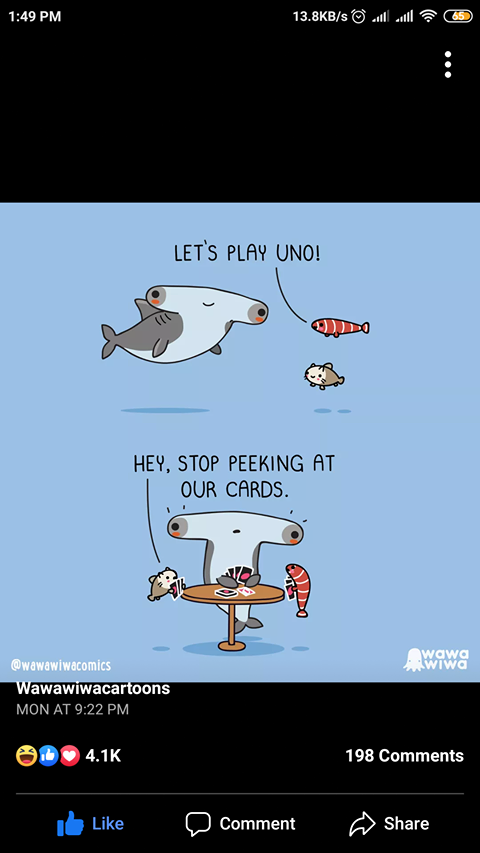 1:49 PM 13.8KB/s 65
LET'S PLAY UNO!
HEY, STOP PEEKING AT
OUR CARDS.
@wawawiwacomics
wawa
wiwa
Wawawiwacartoons
MON AT 9:22 PM
4.1K 198 Comments
Like Comment Share